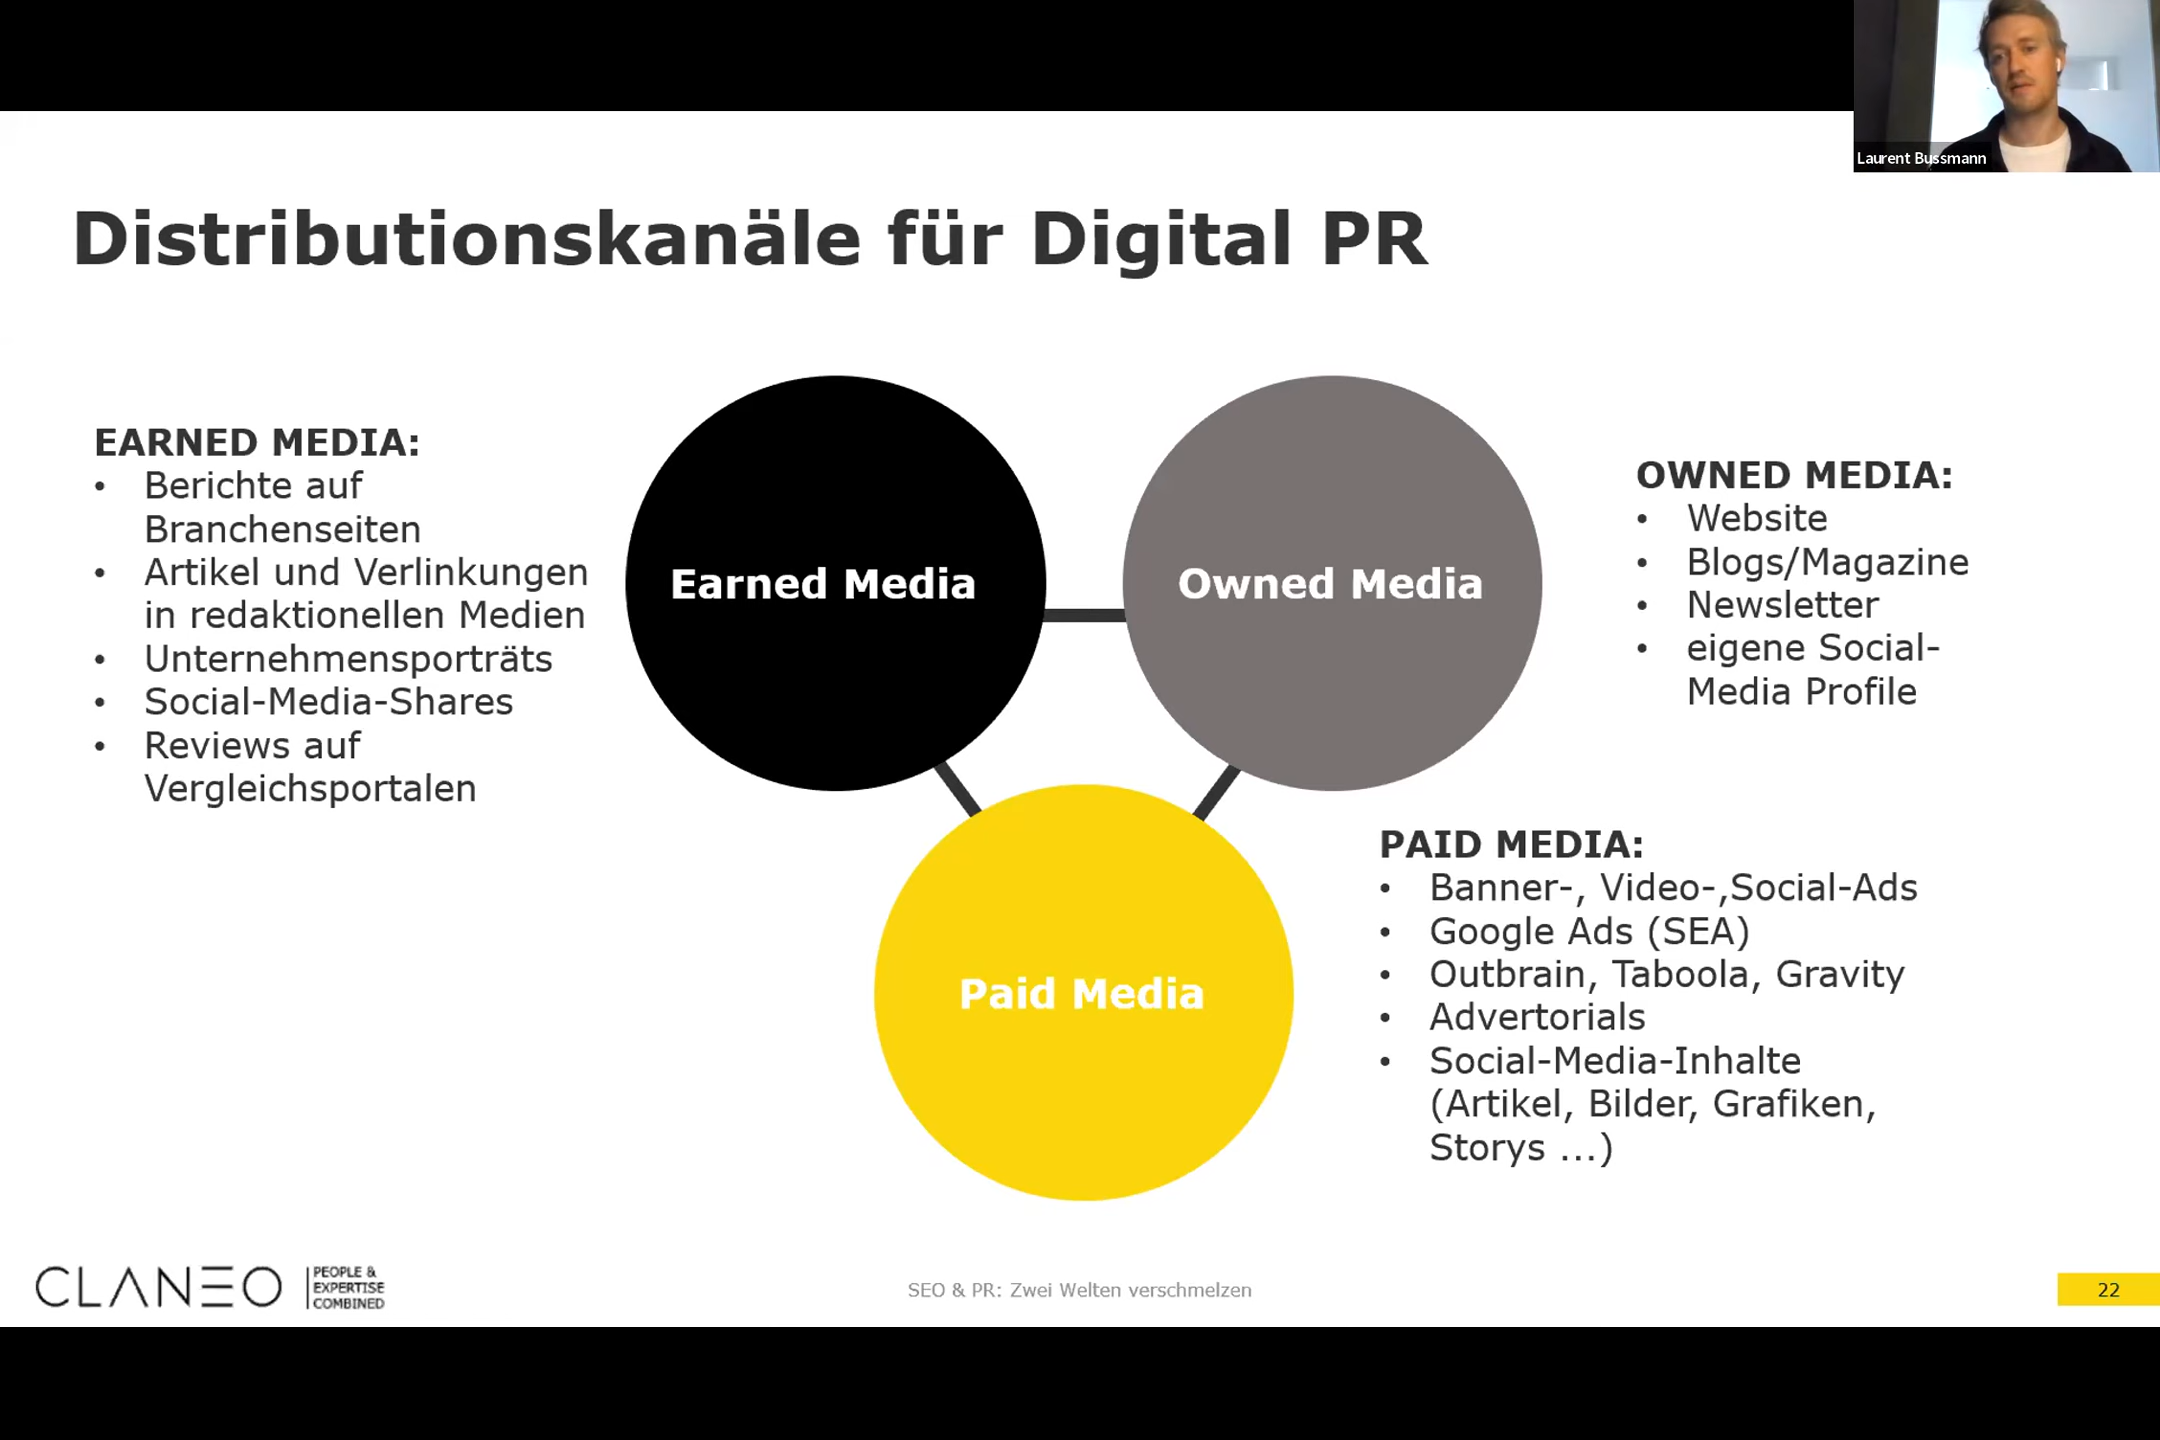 Laurent Bussmann
Distributionskanäle für Digital PR
EARNED MEDIA:
• Berichte auf
Branchenseiten
• Artikel und Verlinkungen
in redaktionellen Medien
• Unternehmensporträts
• Social-Media-Shares
• Reviews auf
Vergleichsportalen
Earned Media
Owned Media
OWNED MEDIA:
• Website
• Blogs/Magazine
• Newsletter
• eigene Social-
Media Profile
Paid Media
PAID MEDIA:
• Banner-, Video-,Social-Ads
• Google Ads (SEA)
• Outbrain, Taboola, Gravity
• Advertorials
• Social-Media-Inhalte
(Artikel, Bilder, Grafiken,
Storys ...)
CLANEO
PEOPLE &
EXPERTISE
COMBINED
SEO & PR: Zwei Welten verschmelzen
22